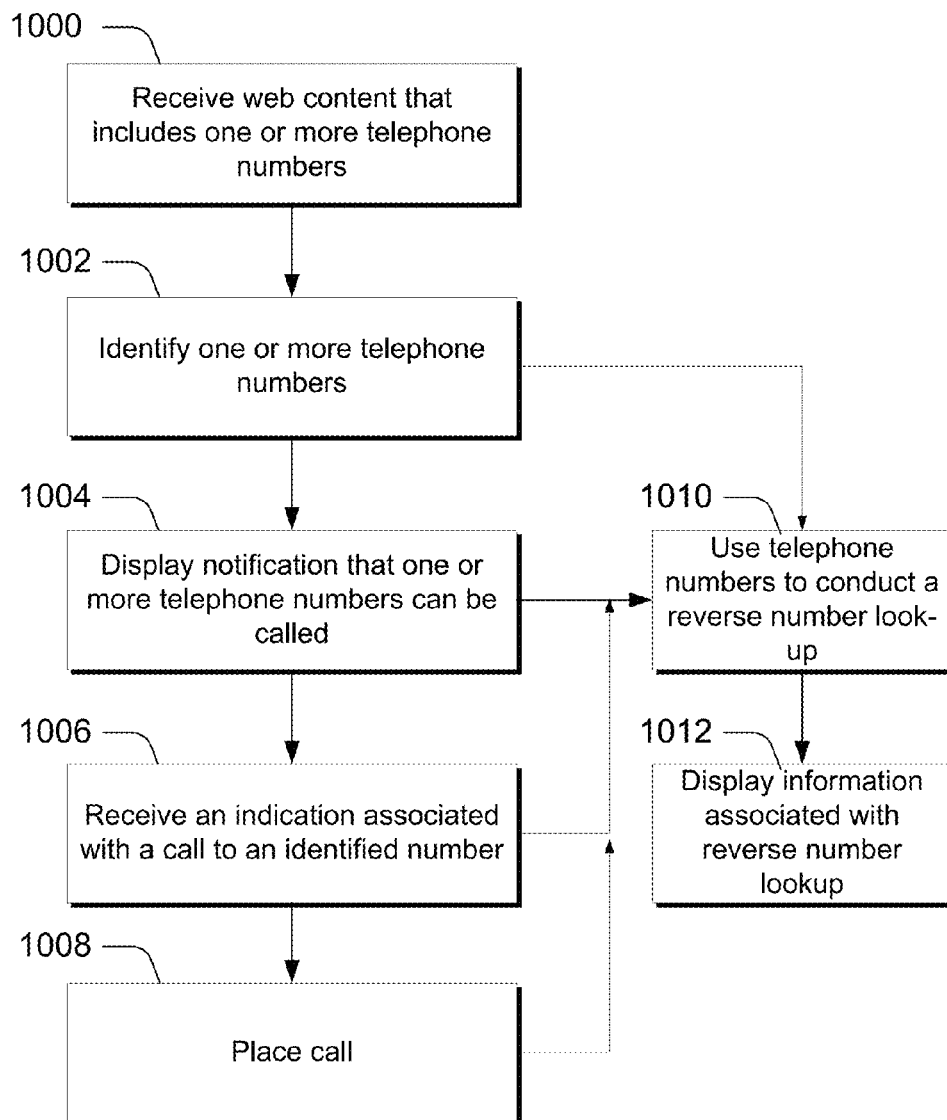 1000
Receive web content that
includes one or more telephone
numbers
1002
Identify one or more telephone
numbers
1004
Display notification that one or
more telephone numbers can be
called
1010
Use telephone
numbers to conduct a
reverse number look-
up
1006
Receive an indication associated
with a call to an identified number
1012
Display information
associated with
reverse number
lookup
1008
Place call